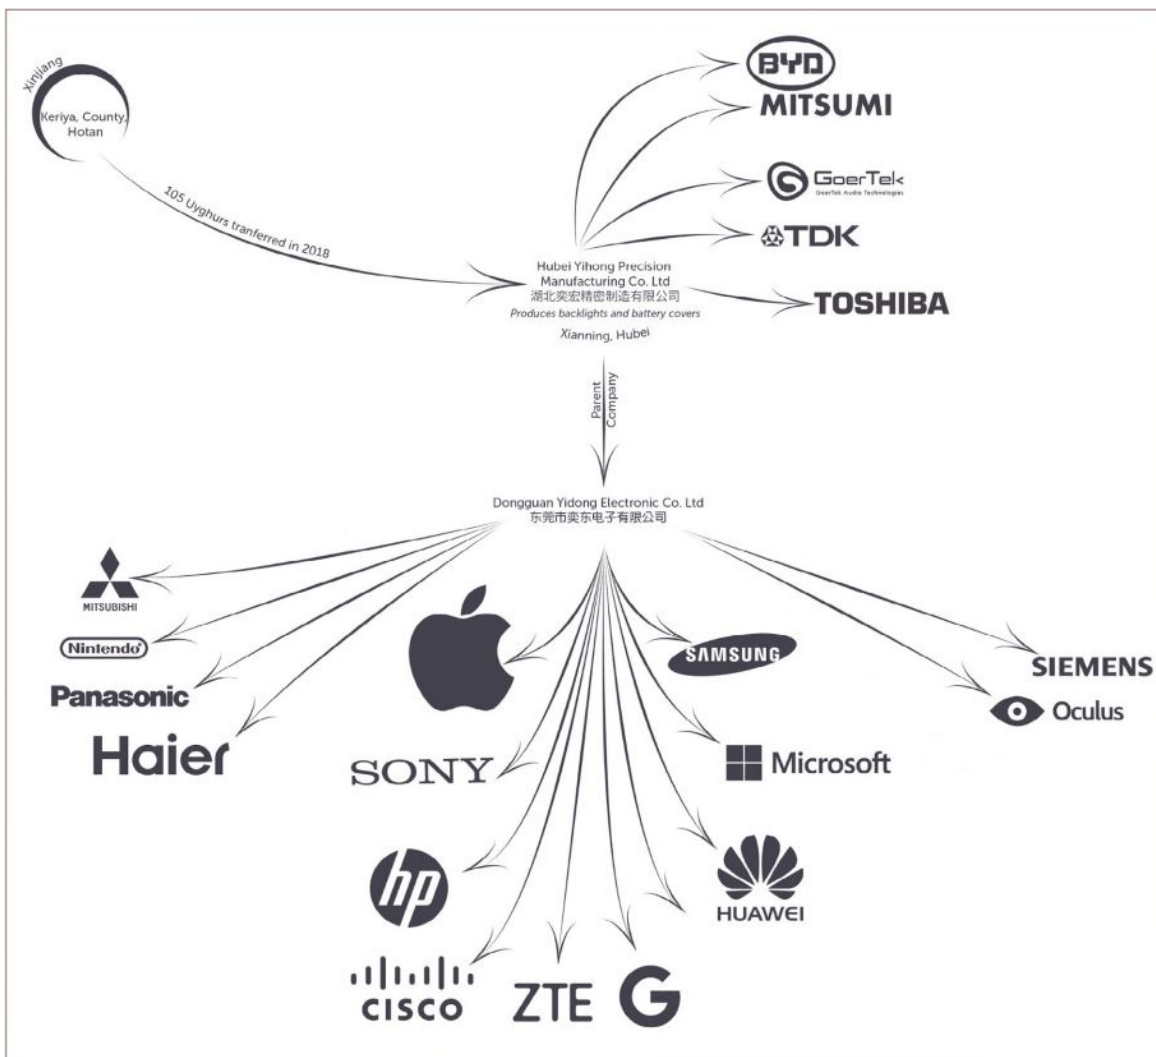 Xinjiang
Keriya, County,
Hotan
105 Uyghurs tranferred in 2018
BYD
MITSUMI
GoerTek
GoerTek Audio Technologies
TDK
Hubei Yihong Precision
Manufacturing Co. Ltd
湖北奕宏精密制造有限公司
Produces backlights and battery covers
Xianning, Hubei
TOSHIBA
Parent
Company
Dongguan Yidong Electronic Co. Ltd
东莞市奕东电子有限公司
MITSUBISHI
Nintendo
Panasonic
Haier
SAMSUNG
SIEMENS
Oculus
SONY
Microsoft
hp
HUAWEI
CISCO
ZTE
G